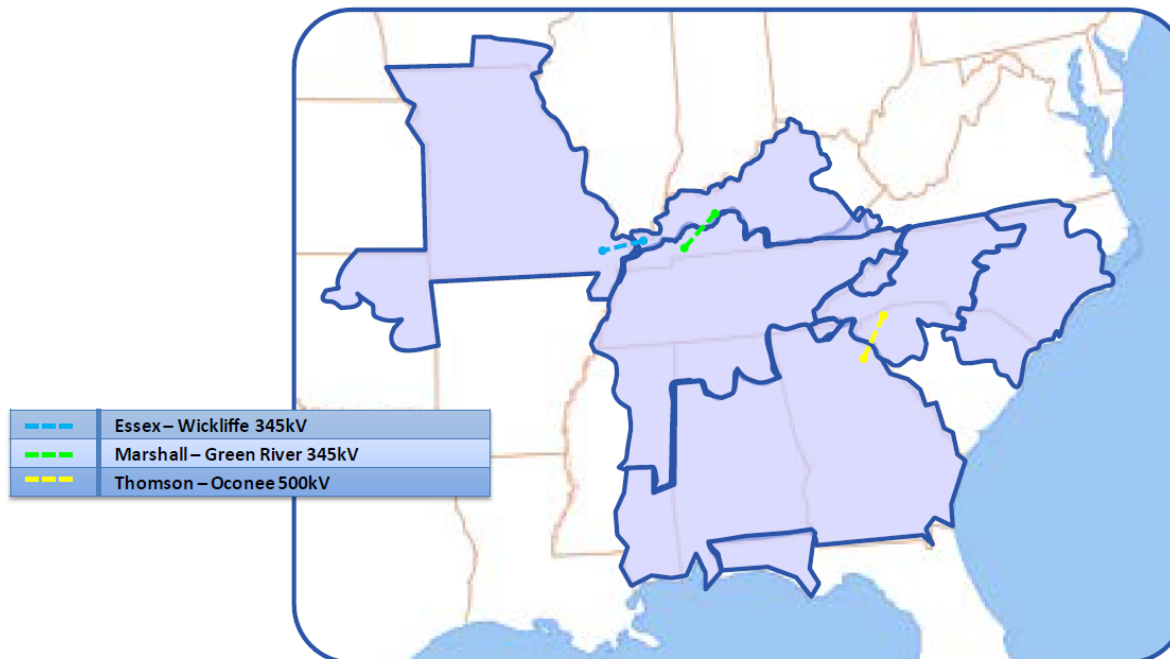 Essex – Wickliffe 345kV
Marshall – Green River 345kV
Thomson – Oconee 500kV